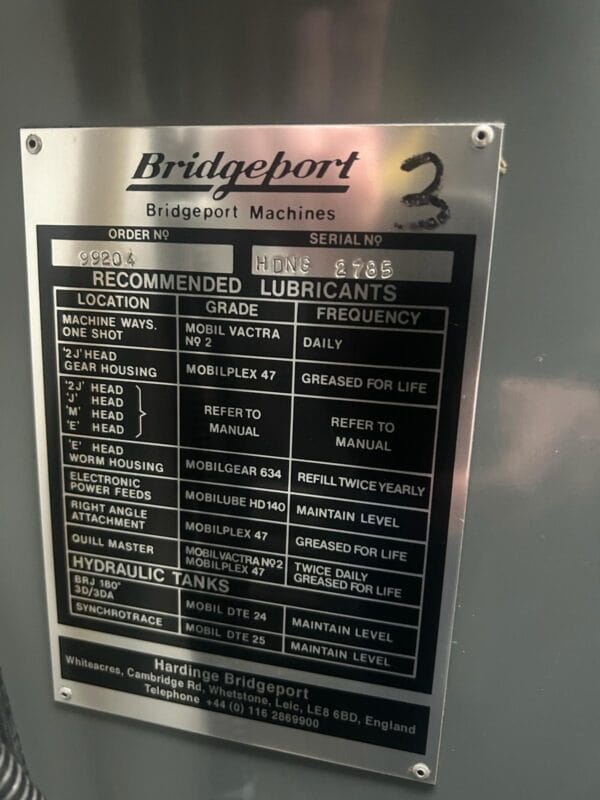 Bridgeport
3
Bridgeport Machines
ORDER Nº
SERIAL Nº
99204
HDNG 2785
RECOMMENDED LUBRICANTS
LOCATION GRADE FREQUENCY
MACHINE WAYS. ONE SHOT MOBIL VACTRA Nº 2 DAILY
'2J' HEAD GEAR HOUSING MOBILPLEX 47 GREASED FOR LIFE
'2J' HEAD
'J' HEAD
'M' HEAD
'E' HEAD
REFER TO MANUAL
REFER TO MANUAL
'E' HEAD WORM HOUSING MOBILGEAR 634 REFILL TWICE YEARLY
ELECTRONIC POWER FEEDS MOBILUBE HD140 MAINTAIN LEVEL
RIGHT ANGLE ATTACHMENT MOBILPLEX 47 GREASED FOR LIFE
QUILL MASTER MOBILVACTRA Nº2 MOBILPLEX 47 TWICE DAILY GREASED FOR LIFE
HYDRAULIC TANKS
BRJ 180° 3D/3DA MOBIL DTE 24 MAINTAIN LEVEL
SYNCHROTRACE MOBIL DTE 25 MAINTAIN LEVEL
Hardinge Bridgeport
Whiteacres, Cambridge Rd, Whetstone, Leic, LE8 6BD, England
Telephone +44 (0) 116 2869900